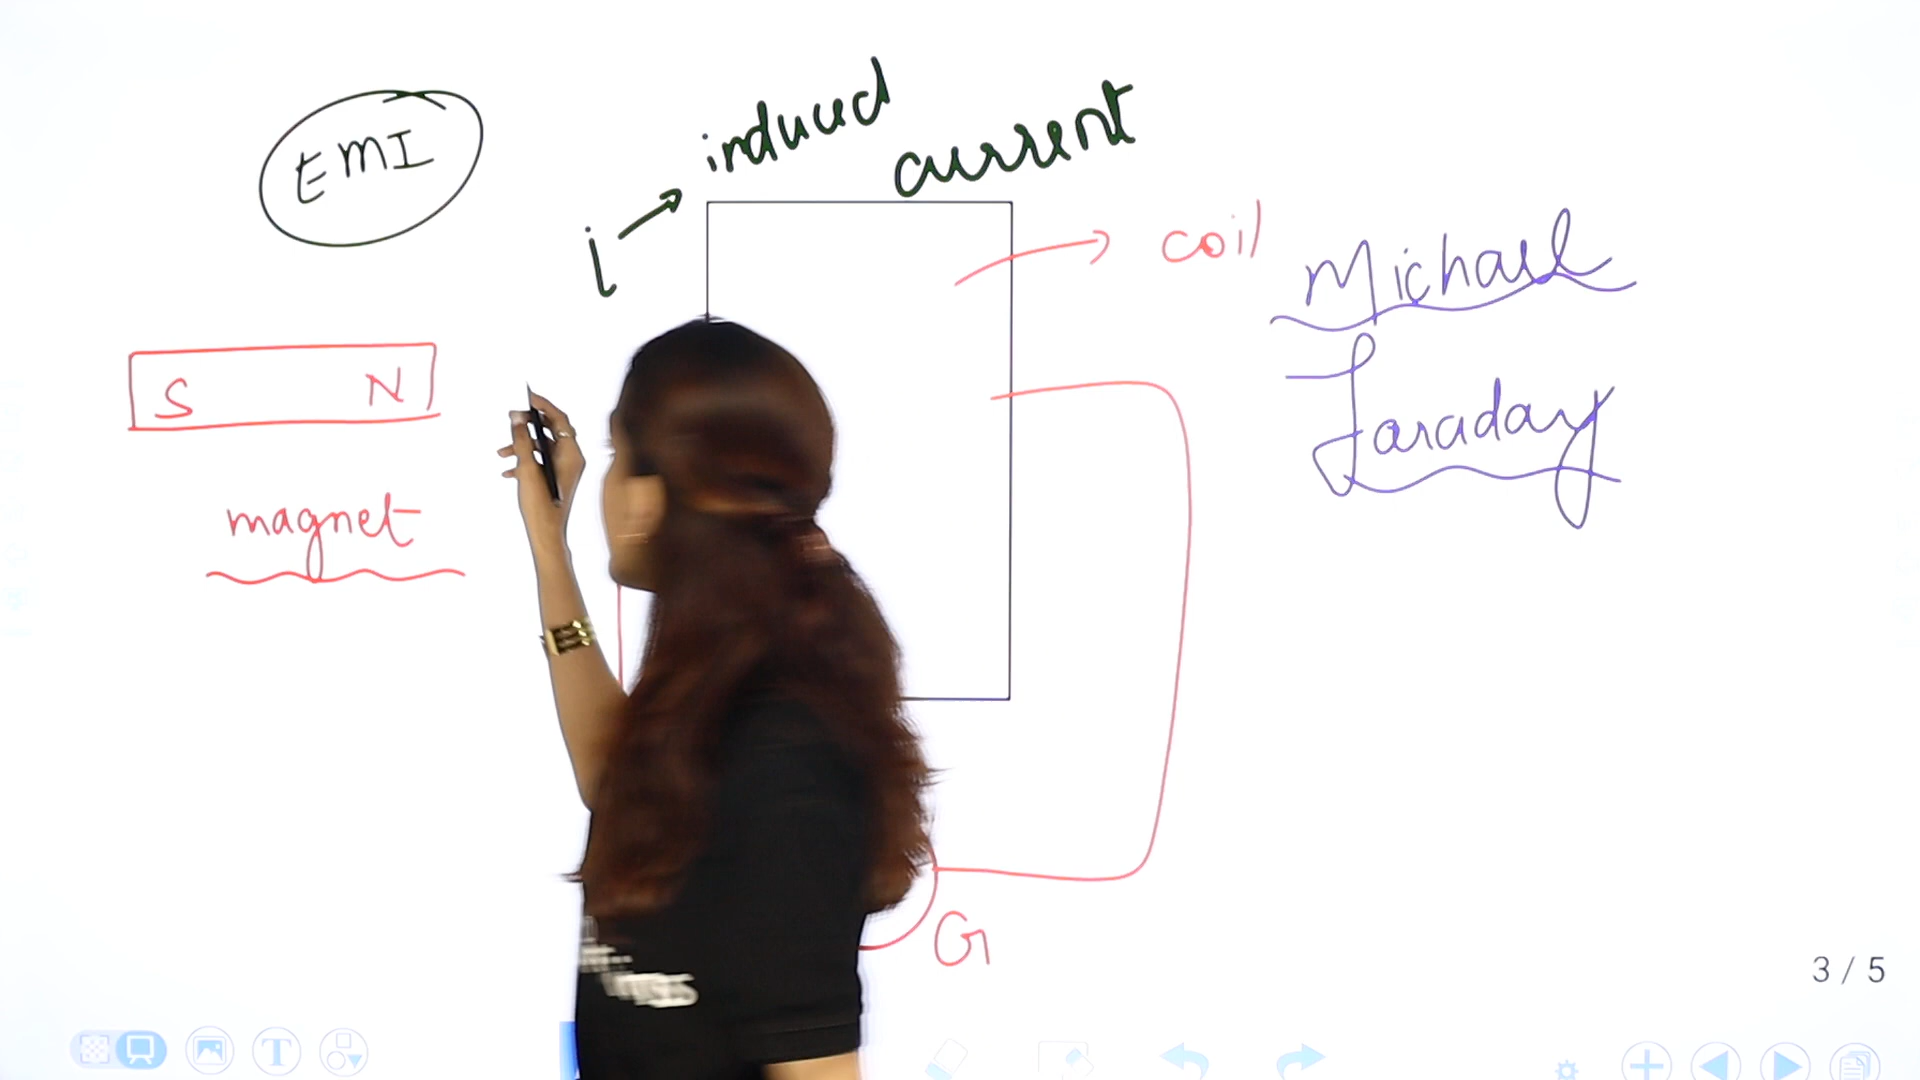 EMI
induced
current
i
coil
Michael
Faraday
S N
magnet
G
3 / 5
T